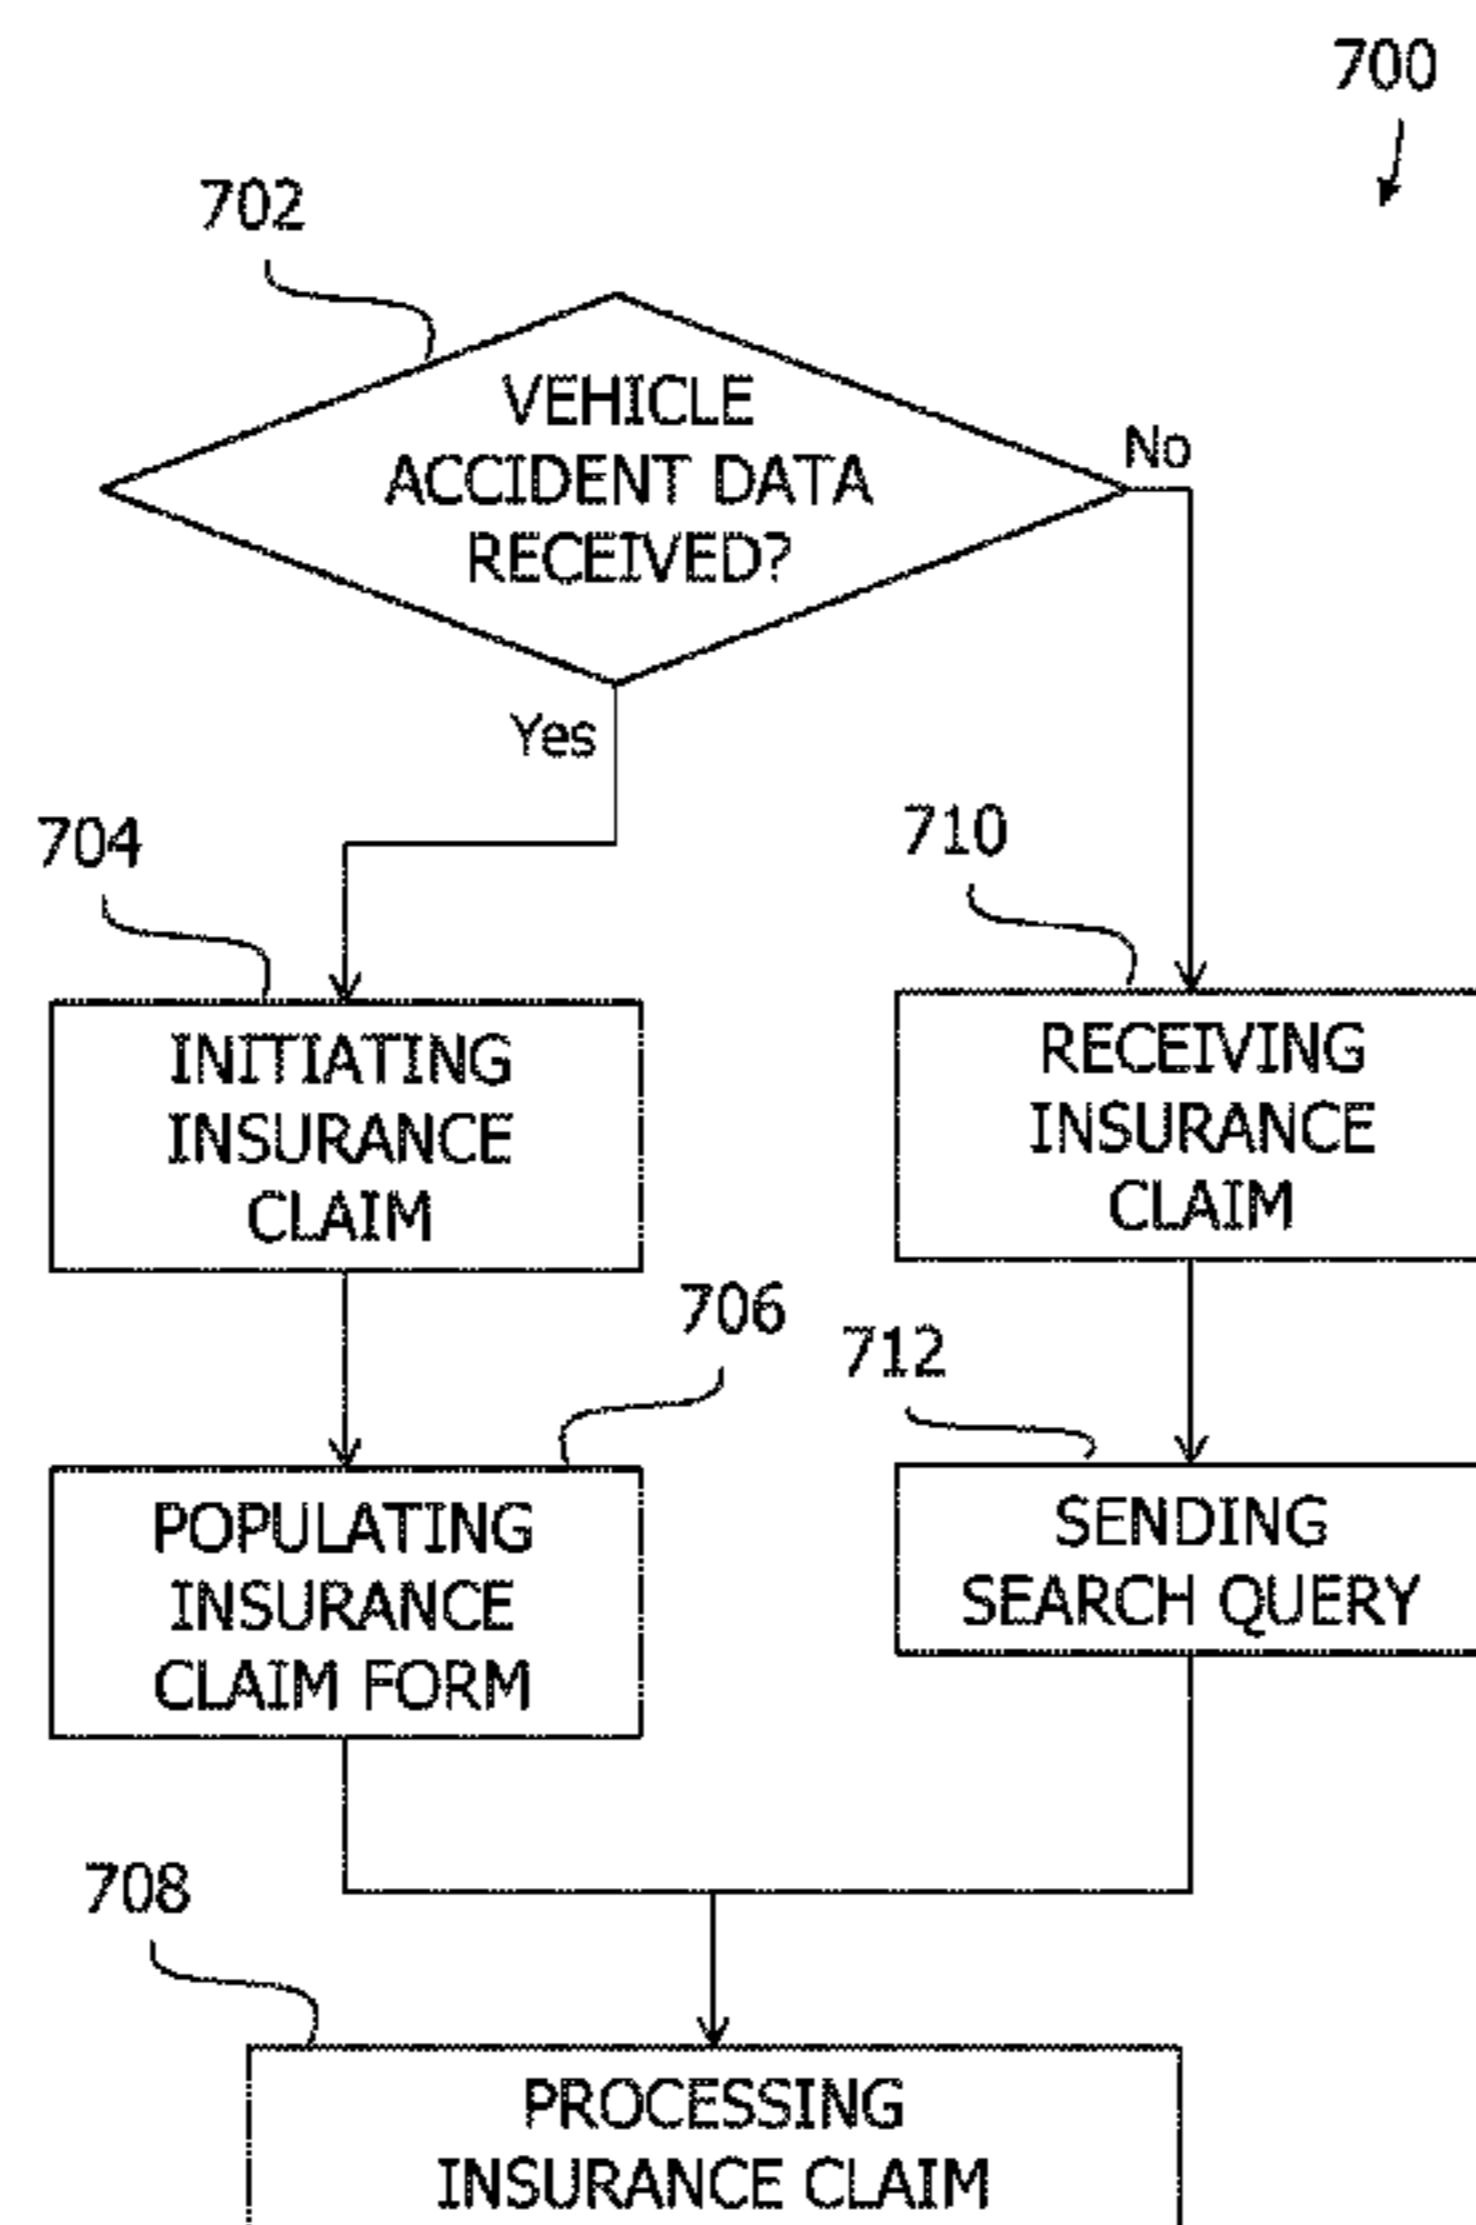 700
702
VEHICLE
ACCIDENT DATA
RECEIVED?
No
Yes
704
INITIATING
INSURANCE
CLAIM
710
RECEIVING
INSURANCE
CLAIM
706
POPULATING
INSURANCE
CLAIM FORM
712
SENDING
SEARCH QUERY
708
PROCESSING
INSURANCE CLAIM